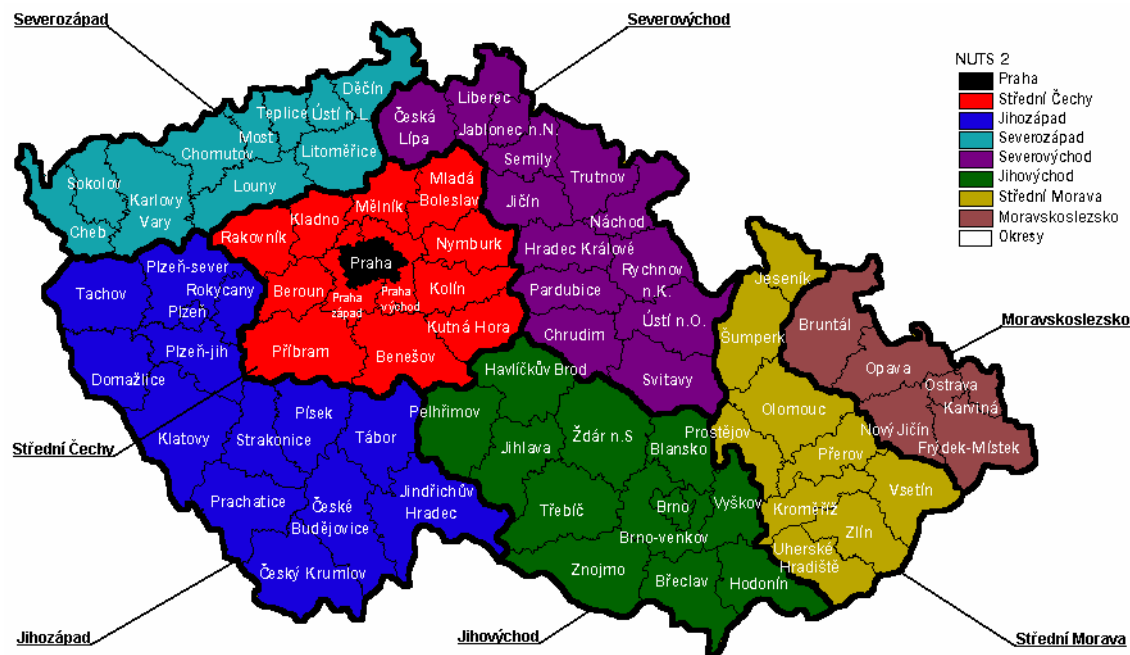 Severozápad
Severovýchod
NUTS 2
Praha
Střední Čechy
Jihozápad
Severozápad
Severovýchod
Jihovýchod
Střední Morava
Moravskoslezsko
Okresy
Děčín
Teplice
Ústí n.L.
Most
Chomutov
Litoměřice
Sokolov
Karlovy
Vary
Louny
Cheb
Česká
Lípa
Liberec
Jablonec n.N.
Semily
Trutnov
Jičín
Náchod
Hradec Králové
Rychnov
n.K.
Pardubice
Ústí n.O.
Chrudim
Svitavy
Mladá
Boleslav
Mělník
Kladno
Rakovník
Nymburk
Praha
Beroun
Praha
západ
Praha
východ
Kolín
Kutná Hora
Příbram
Benešov
Plzeň-sever
Rokycany
Tachov
Plzeň
Plzeň-jih
Domažlice
Klatovy
Písek
Strakonice
Tábor
Prachatice
České
Budějovice
Jindřichův
Hradec
Český Krumlov
Havlíčkův Brod
Pelhřimov
Jihlava
Ždár n.S
Blansko
Třebíč
Brno
Vyškov
Brno-venkov
Znojmo
Břeclav
Hodonín
Jeseník
Šumperk
Olomouc
Prostějov
Přerov
Kroměříž
Vsetín
Zlín
Uherské
Hradiště
Bruntál
Opava
Ostrava
Karviná
Nový Jičín
Frýdek-Místek
Moravskoslezsko
Střední Čechy
Jihozápad
Jihovýchod
Střední Morava